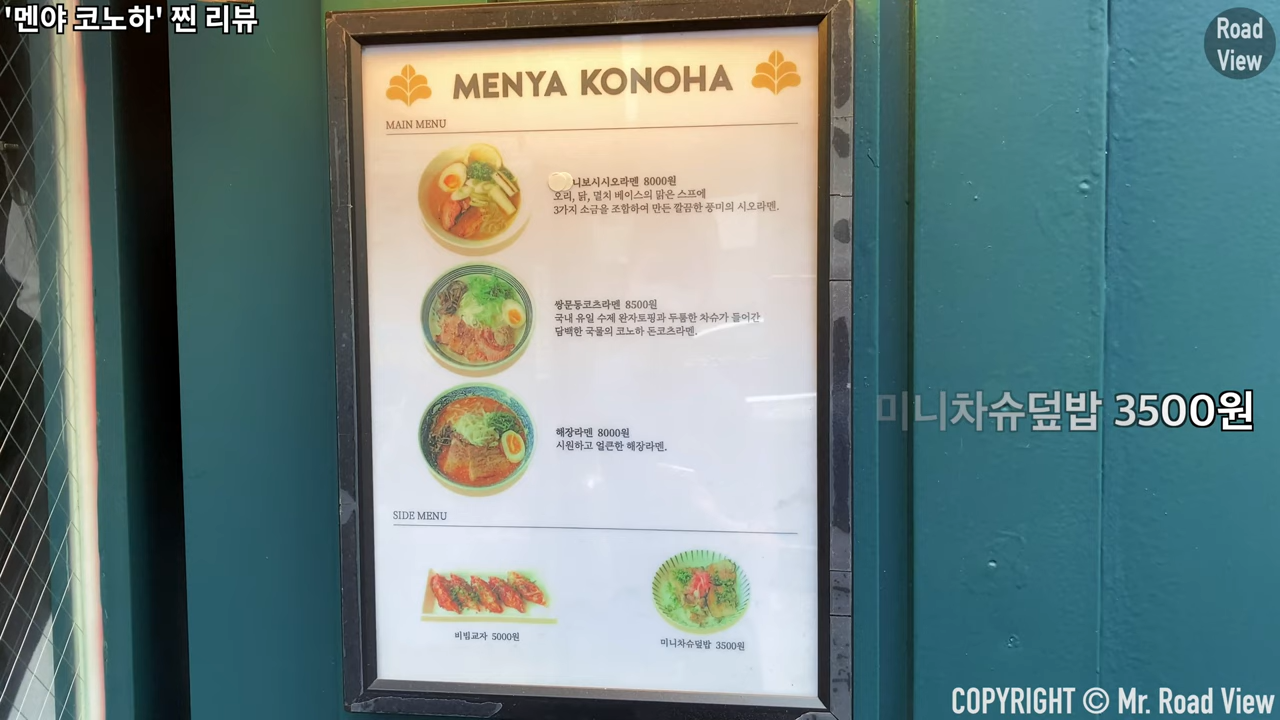 '멘야 코노하' 찐 리뷰
Road
View
MENYA KONOHA
MAIN MENU
니보시시오라멘 8000원
오리, 닭, 멸치 베이스의 맑은 스프에
3가지 소금을 조합하여 만든 깔끔한 풍미의 시오라멘.
쌍문동코츠라멘 8500원
국내 유일 수제 완자토핑과 두툼한 차슈가 들어간
담백한 국물의 코노하 돈코츠라멘.
해장라멘 8000원
시원하고 얼큰한 해장라멘.
미니차슈덮밥 3500원
SIDE MENU
비빔교자 5000원
미니차슈덮밥 3500원
COPYRIGHT © Mr. Road View